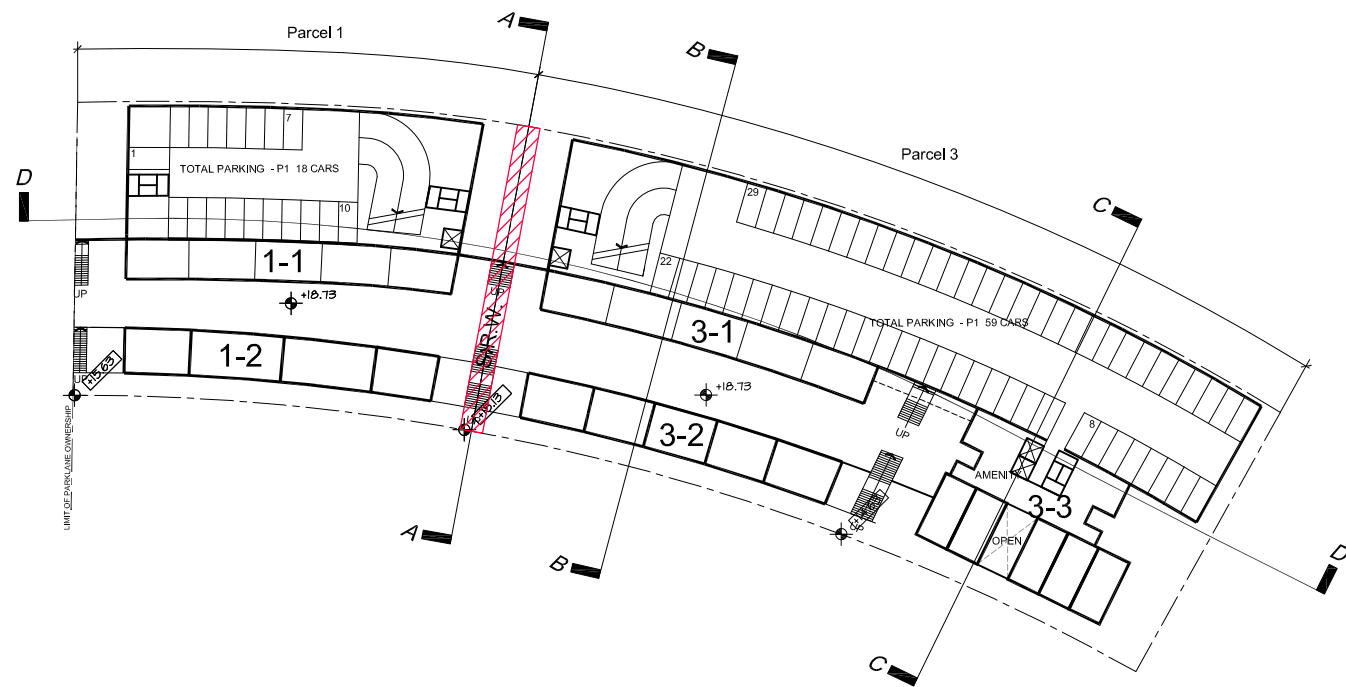 Parcel 1
A
B
Parcel 3
C
D
7
1
TOTAL PARKING - P1 18 CARS
10
29
22
TOTAL PARKING - P1 59 CARS
8
1-1
UP
+18.73
UP
S.R.W.
3-1
1-2
UP
+15.63
+18.73
3-2
UP
AMENITY
3-3
OPEN
UP
LIMIT OF PARKLANE OWNERSHIP
A
B
C
D